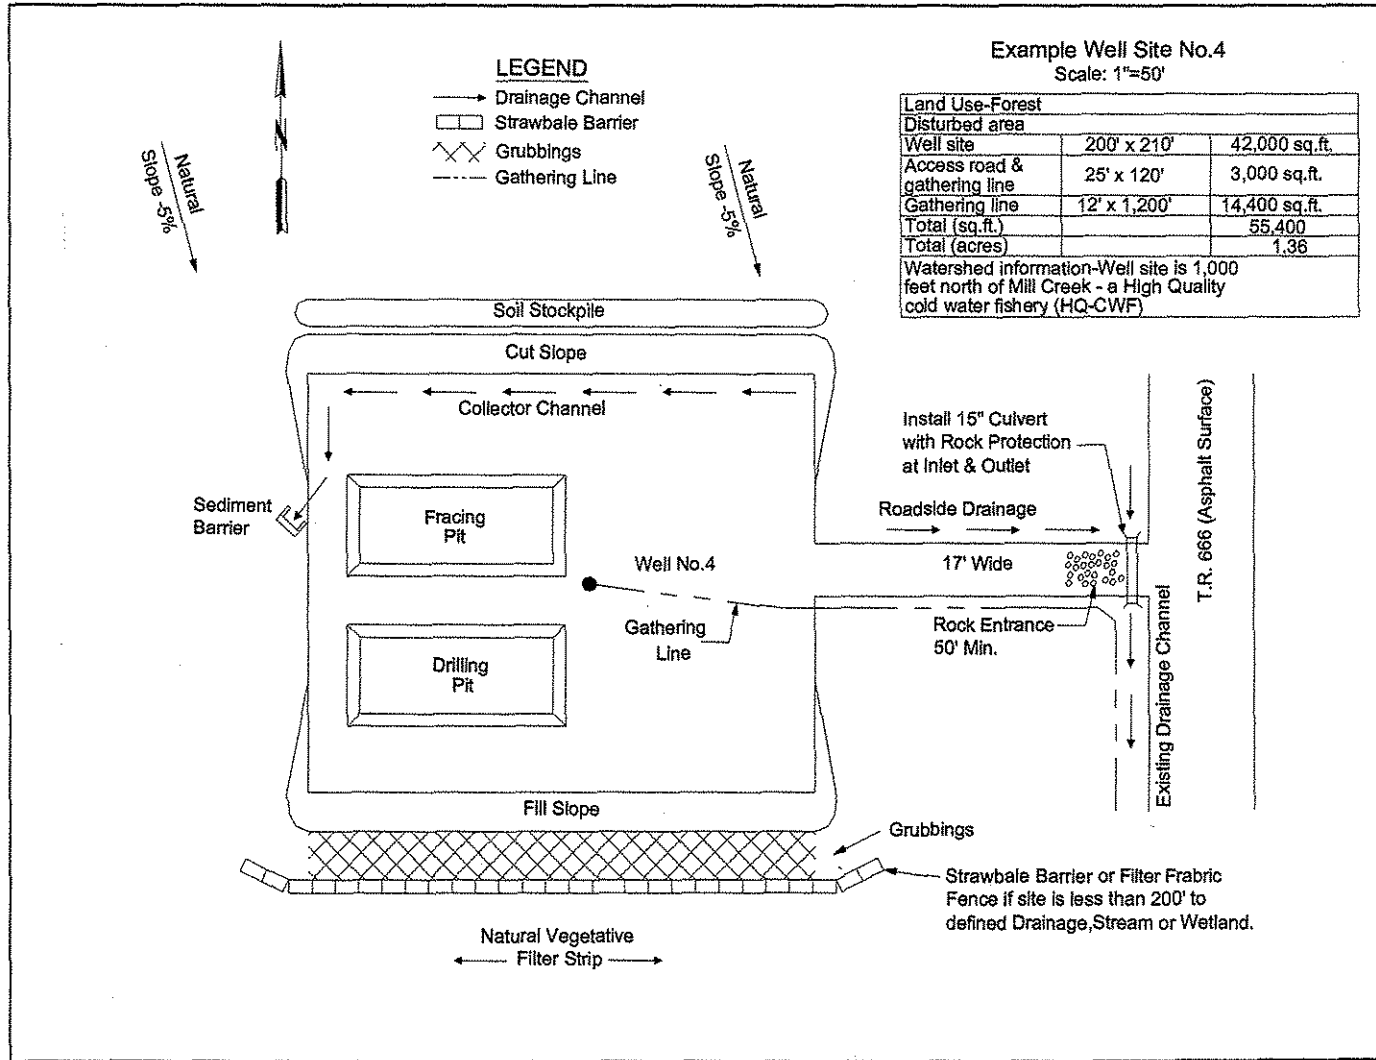 Example Well Site No.4
Scale: 1"=50'
LEGEND
Drainage Channel
Strawbale Barrier
Grubbings
Gathering Line
N
Natural
Slope -5%
Natural
Slope -5%
Land Use-Forest
Disturbed area
Well site 200' x 210' 42,000 sq.ft.
Access road &
gathering line 25' x 120' 3,000 sq.ft.
Gathering line 12' x 1,200' 14,400 sq.ft.
Total (sq.ft.) 55,400
Total (acres) 1.36
Watershed information-Well site is 1,000
feet north of Mill Creek - a High Quality
cold water fishery (HQ-CWF)
Soil Stockpile
Cut Slope
Collector Channel
Install 15" Culvert
with Rock Protection
at Inlet & Outlet
T.R. 666 (Asphalt Surface)
Sediment
Barrier
Fracing
Pit
Roadside Drainage
Well No.4
17' Wide
Gathering
Line
Rock Entrance
50' Min.
Drilling
Pit
Existing Drainage Channel
Fill Slope
Grubbings
Strawbale Barrier or Filter Frabric
Fence if site is less than 200' to
defined Drainage,Stream or Wetland.
Natural Vegetative
Filter Strip